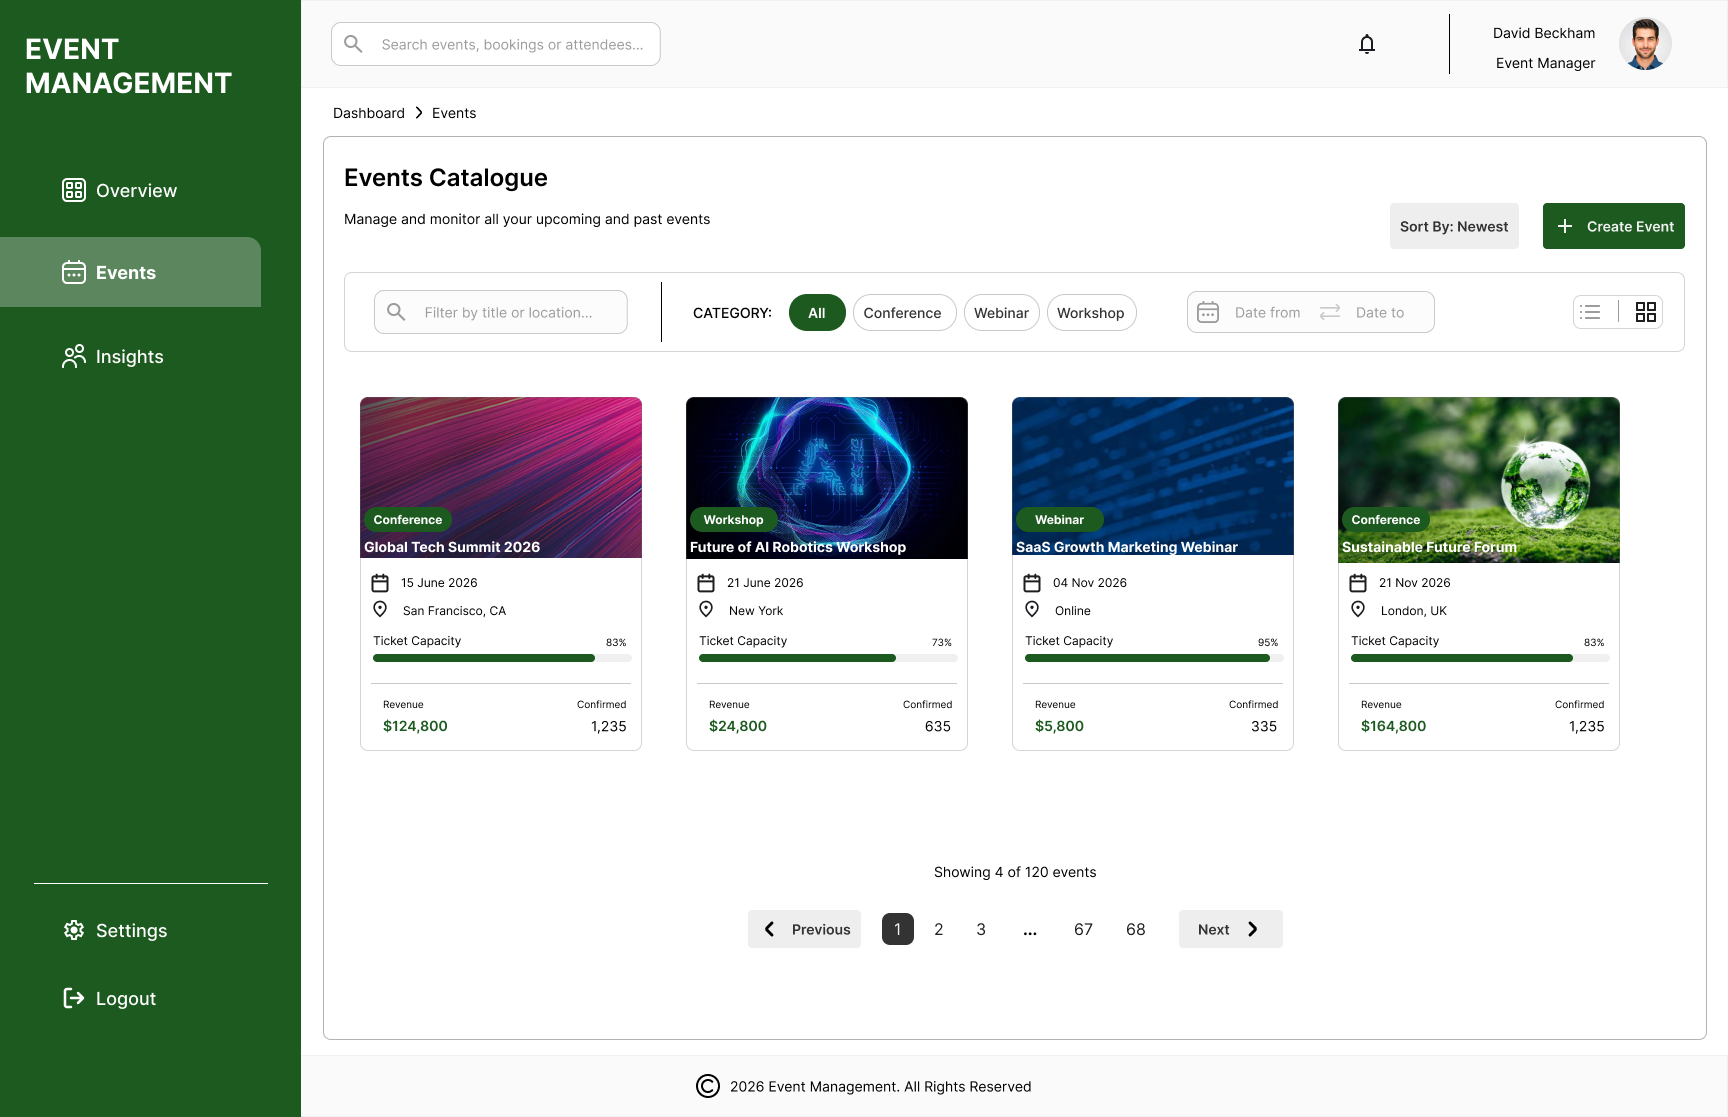 EVENT
MANAGEMENT
Overview
Events
Insights
Settings
Logout
Search events, bookings or attendees...
David Beckham
Event Manager
Dashboard
Events
Events Catalogue
Manage and monitor all your upcoming and past events
Sort By: Newest
Create Event
Filter by title or location...
CATEGORY:
All
Conference
Webinar
Workshop
Date from
Date to
Conference
Global Tech Summit 2026
15 June 2026
San Francisco, CA
Ticket Capacity
83%
Revenue
Confirmed
$124,800
1,235
AI
Workshop
Future of AI Robotics Workshop
21 June 2026
New York
Ticket Capacity
73%
Revenue
Confirmed
$24,800
635
Webinar
SaaS Growth Marketing Webinar
04 Nov 2026
Online
Ticket Capacity
95%
Revenue
Confirmed
$5,800
335
Conference
Sustainable Future Forum
21 Nov 2026
London, UK
Ticket Capacity
83%
Revenue
Confirmed
$164,800
1,235
Showing 4 of 120 events
Previous
1
2
3
...
67
68
Next
© 2026 Event Management. All Rights Reserved